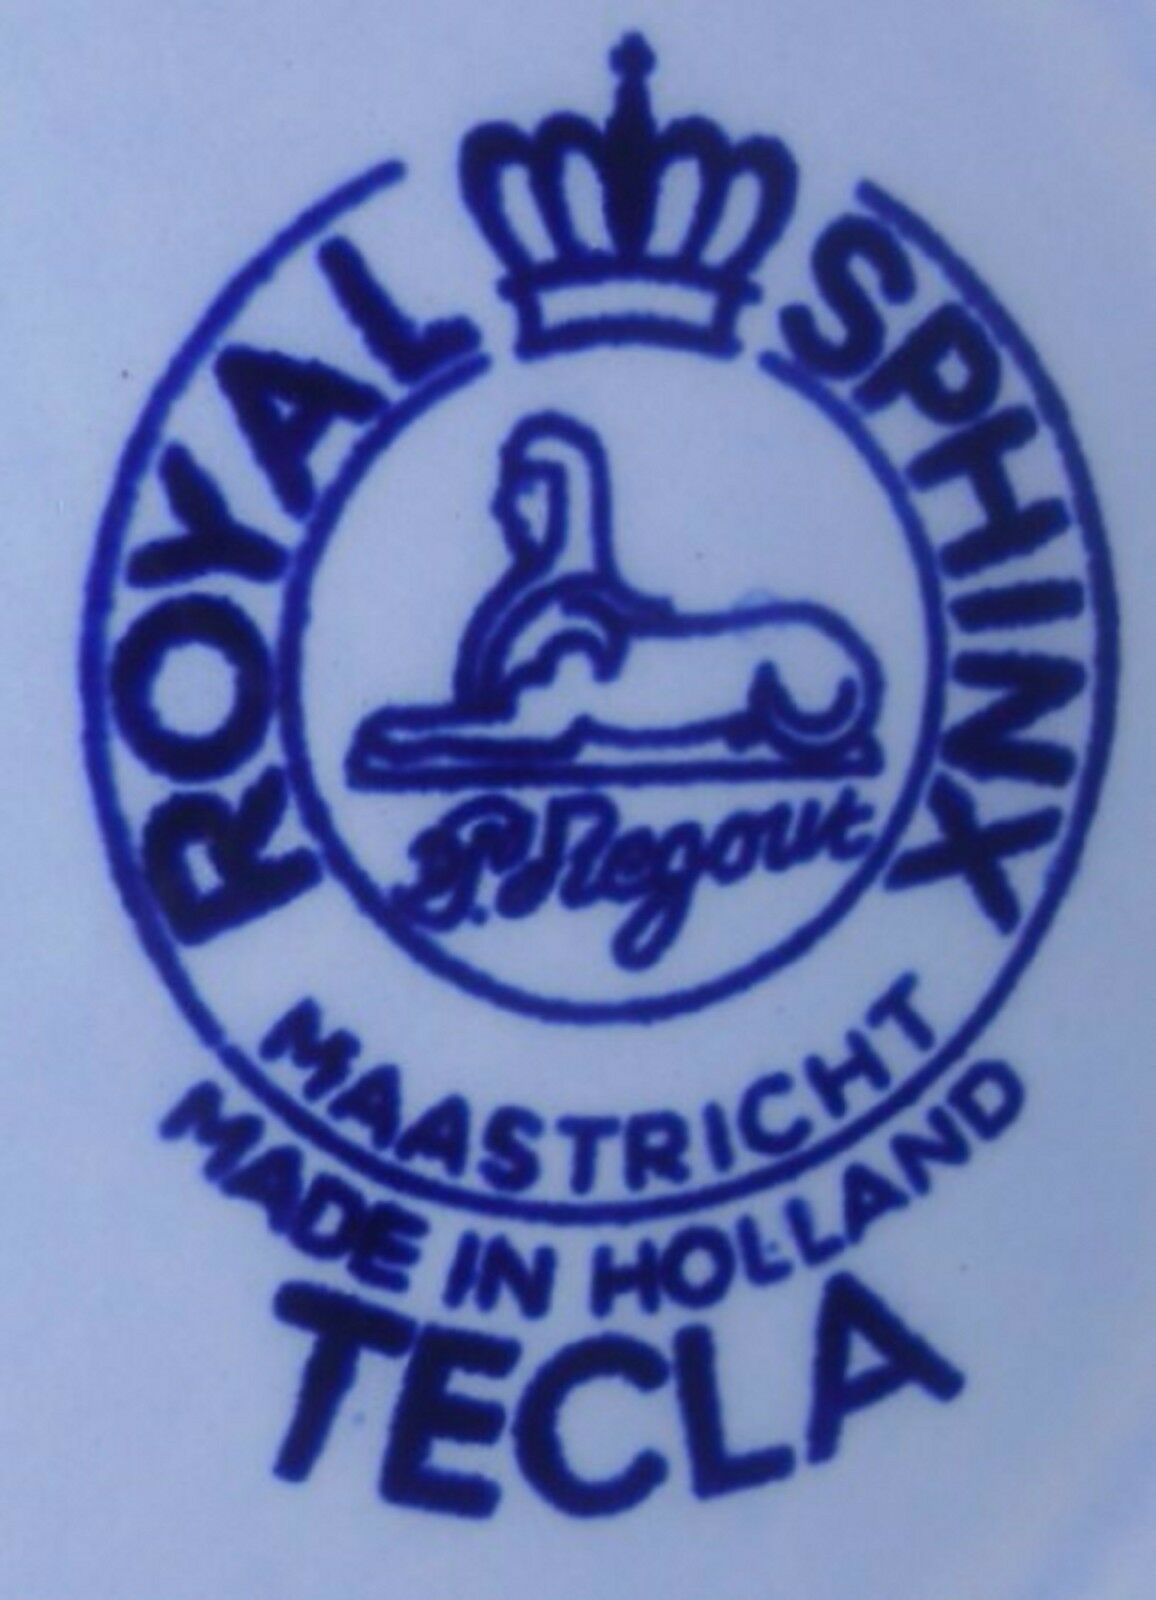 ROYAL SPHINX
P. Regout
MAASTRICHT
MADE IN HOLLAND
TECLA